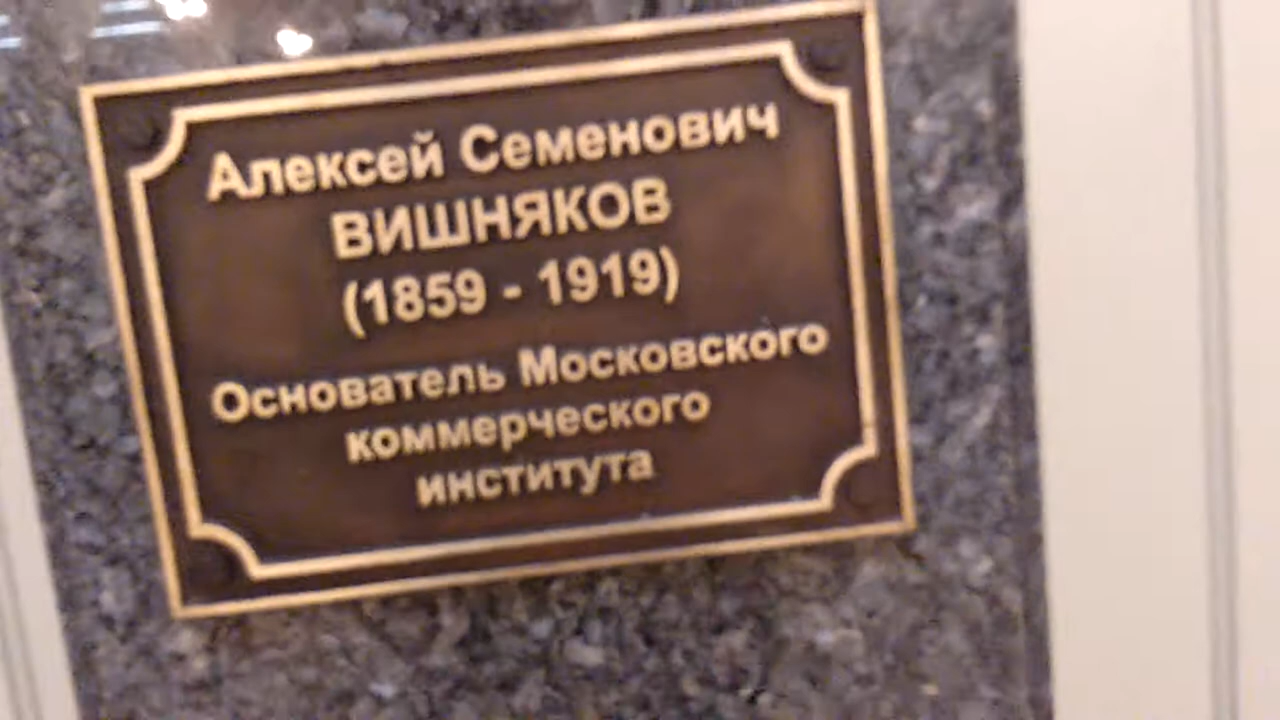 Алексей Семенович
ВИШНЯКОВ
(1859 - 1919)
Основатель Московского
коммерческого
института